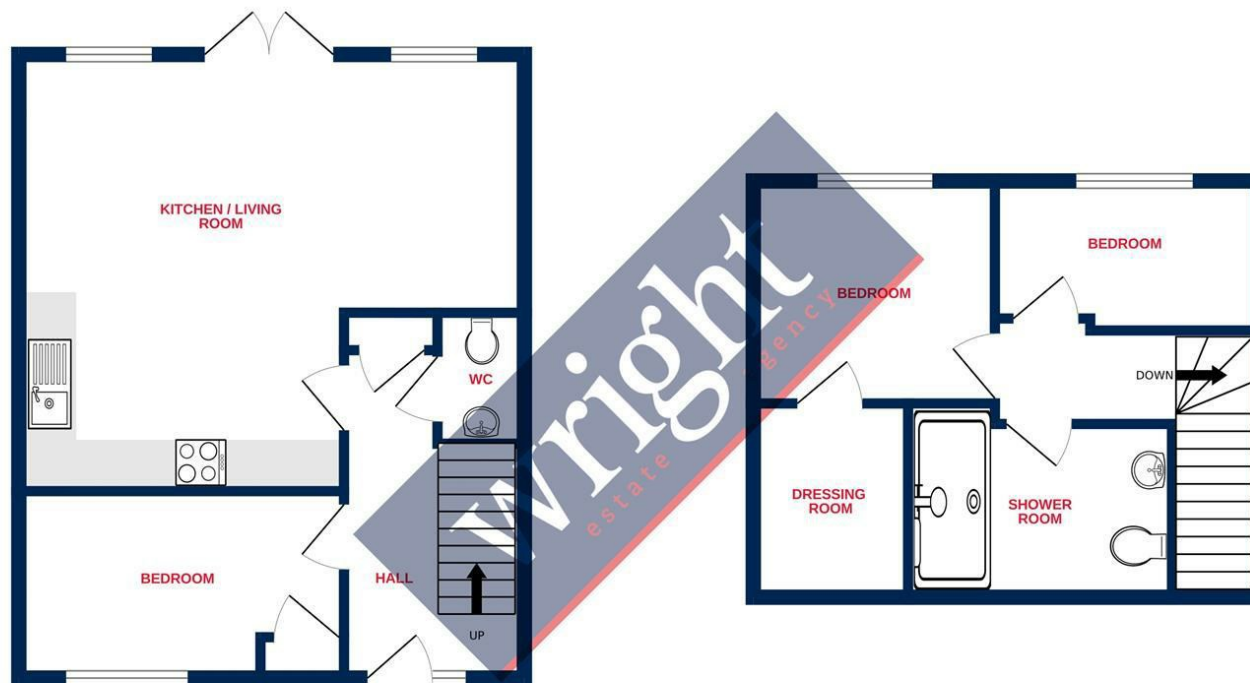 KITCHEN / LIVING
ROOM
WC
BEDROOM
HALL
UP
BEDROOM
BEDROOM
DOWN
DRESSING
ROOM
SHOWER
ROOM
wright
estate agency